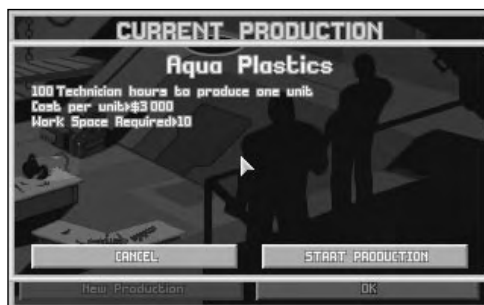 CURRENT PRODUCTION
Aqua Plastics
100 Technician hours to produce one unit
Cost per unit>$3 000
Work Space Required>10
CANCEL
START PRODUCTION
New Production
OK